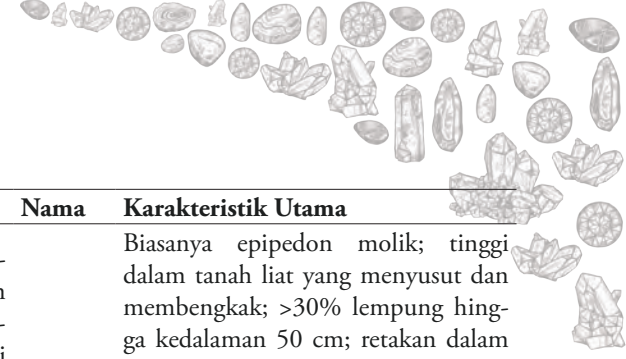 Nama Karakteristik Utama
Biasanya epipedon molik; tinggi
dalam tanah liat yang menyusut dan
membengkak; >30% lempung hing-
ga kedalaman 50 cm; retakan dalam